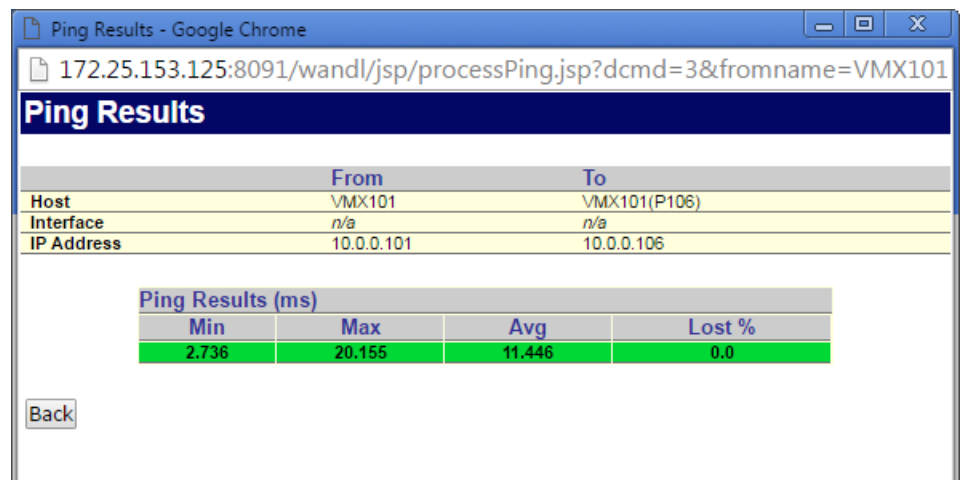 Ping Results - Google Chrome
172.25.153.125:8091/wandl/jsp/processPing.jsp?dcmd=3&fromname=VMX101
Ping Results
From To
Host VMX101 VMX101(P106)
Interface n/a n/a
IP Address 10.0.0.101 10.0.0.106
Ping Results (ms)
Min Max Avg Lost %
2.736 20.155 11.446 0.0
Back